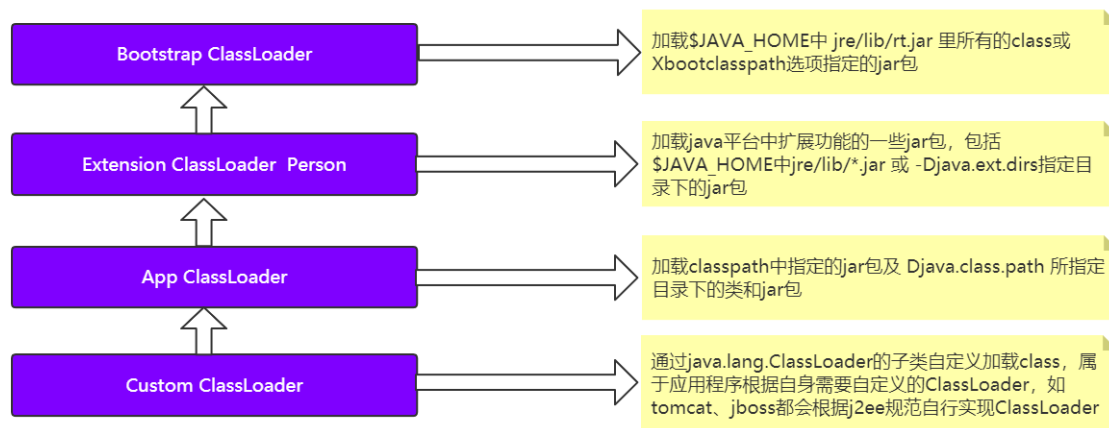 Bootstrap ClassLoader
加载$JAVA_HOME中 jre/lib/rt.jar 里所有的class或
Xbootclasspath选项指定的jar包
Extension ClassLoader  Person
加载java平台中扩展功能的一些jar包，包括
$JAVA_HOME中jre/lib/*.jar 或 -Djava.ext.dirs指定目
录下的jar包
App ClassLoader
加载classpath中指定的jar包及 Djava.class.path 所指定
目录下的类和jar包
Custom ClassLoader
通过java.lang.ClassLoader的子类自定义加载class，属
于应用程序根据自身需要自定义的ClassLoader，如
tomcat、jboss都会根据j2ee规范自行实现ClassLoader